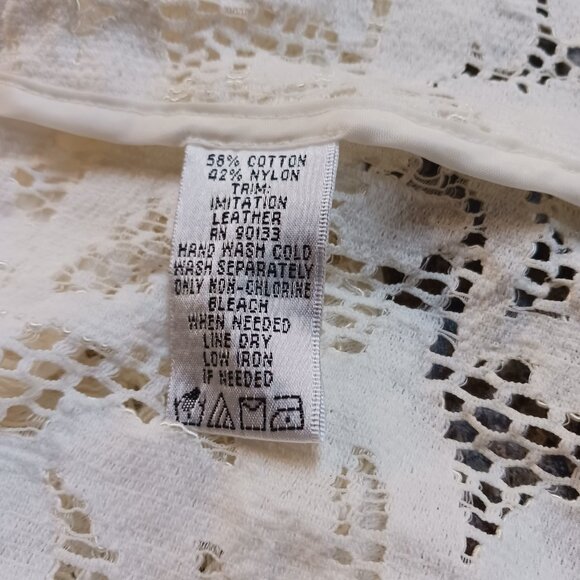 58% COTTON
42% NYLON
TRIM:
IMITATION
LEATHER
RN 90133
HAND WASH COLD
WASH SEPARATELY
ONLY NON-CHLORINE
BLEACH
WHEN NEEDED
LINE DRY
LOW IRON
IF NEEDED